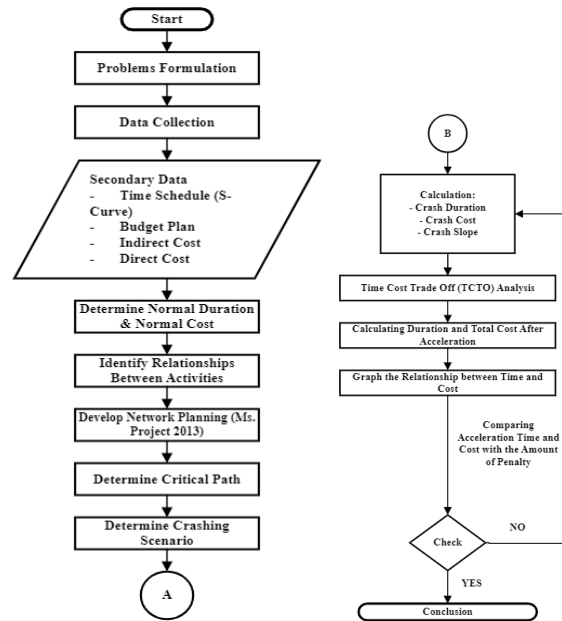 Start
Problems Formulation
Data Collection
Secondary Data
- Time Schedule (S-
Curve)
- Budget Plan
- Indirect Cost
- Direct Cost
Determine Normal Duration
& Normal Cost
Identify Relationships
Between Activities
Develop Network Planning (Ms.
Project 2013)
Determine Critical Path
Determine Crashing
Scenario
A
B
Calculation:
- Crash Duration
- Crash Cost
- Crash Slope
Time Cost Trade Off (TCTO) Analysis
Calculating Duration and Total Cost After
Acceleration
Graph the Relationship between Time and
Cost
Comparing
Acceleration Time and
Cost with the Amount
of Penalty
Check
NO
YES
Conclusion